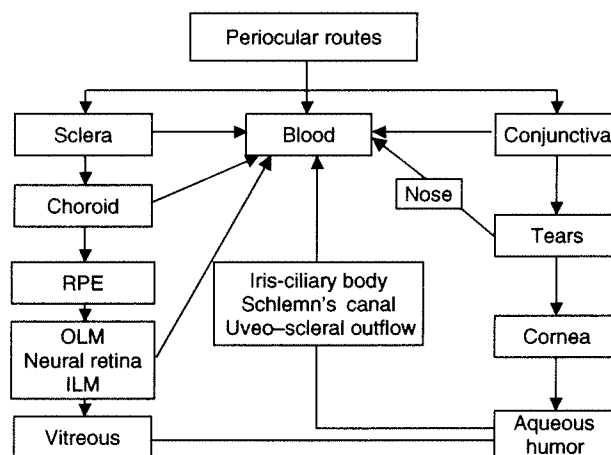 Periocular routes
Sclera
Blood
Conjunctiva
Nose
Choroid
Tears
RPE
Iris-ciliary body
Schlemn's canal
Uveo–scleral outflow
OLM
Neural retina
ILM
Cornea
Vitreous
Aqueous
humor